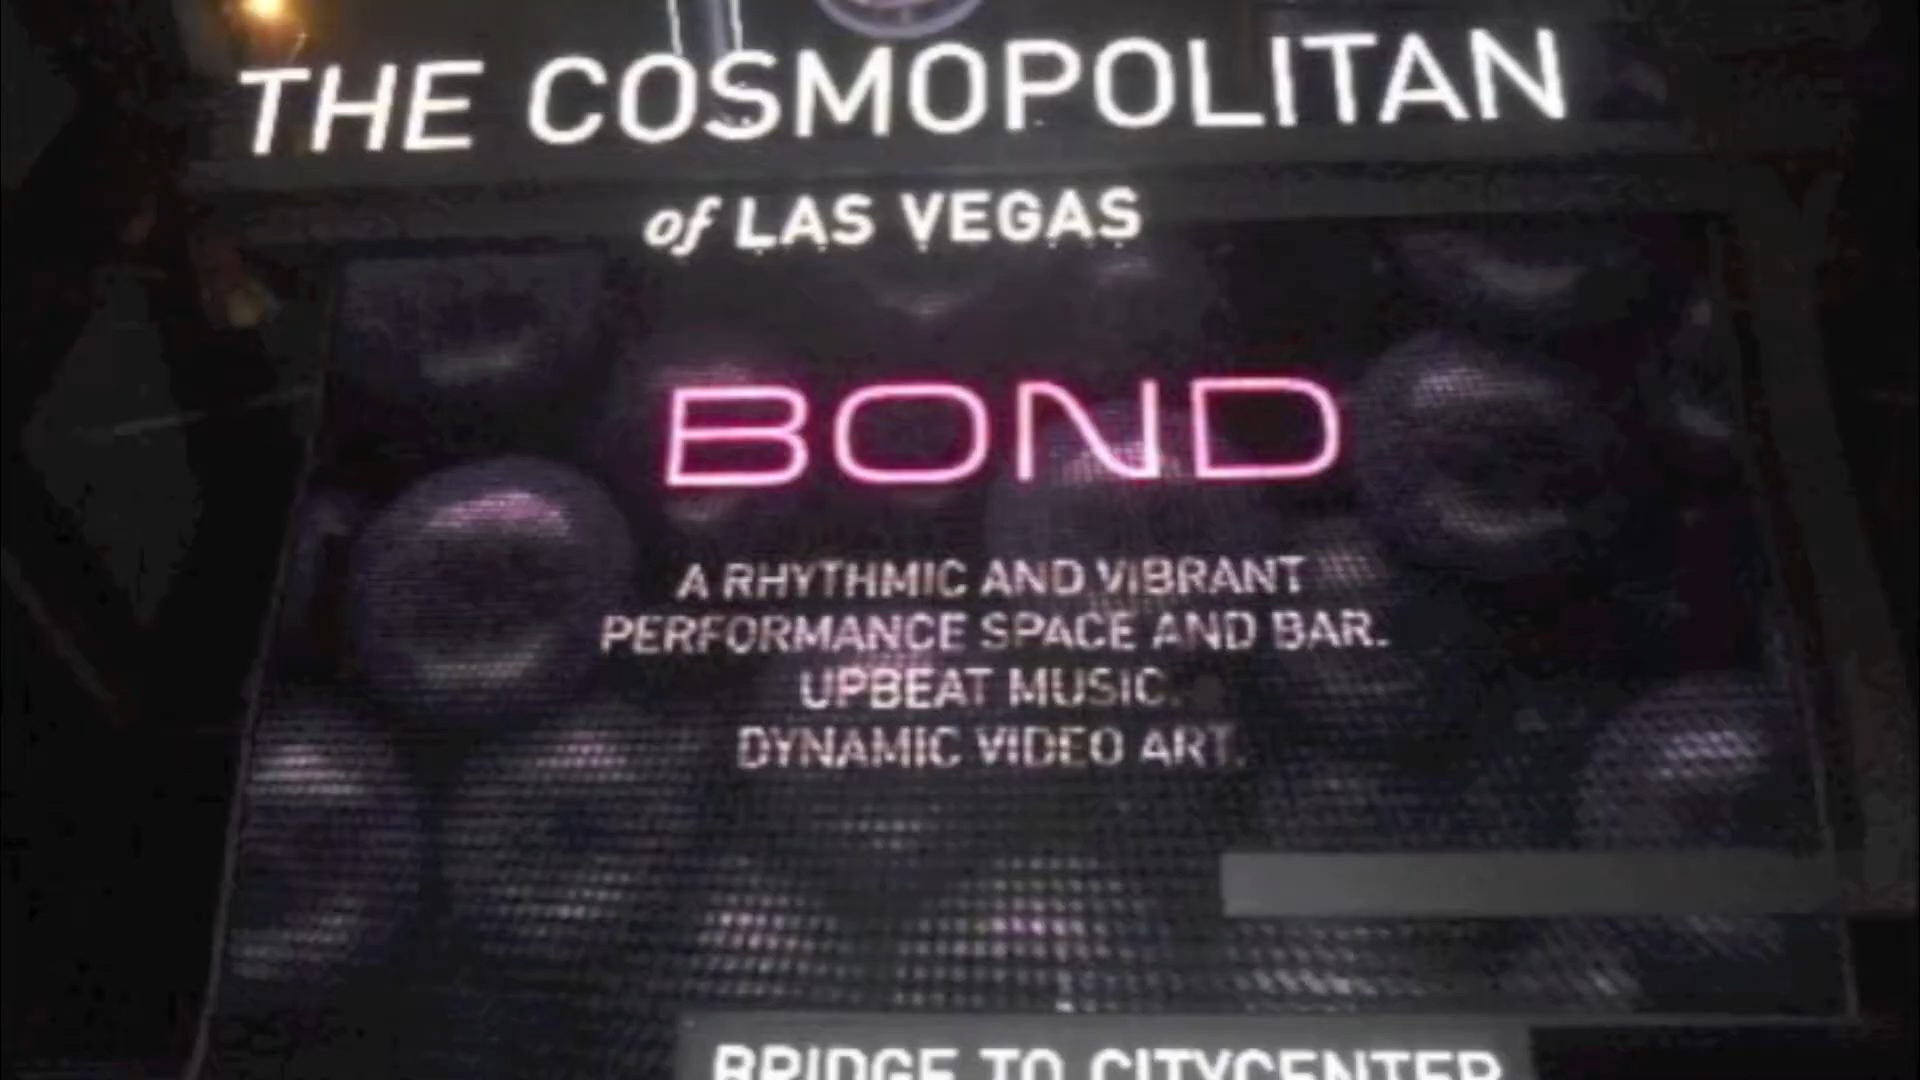 THE COSMOPOLITAN
of LAS VEGAS
BOND
A RHYTHMIC AND VIBRANT
PERFORMANCE SPACE AND BAR.
UPBEAT MUSIC.
DYNAMIC VIDEO ART.
BRIDGE TO CITYCENTER